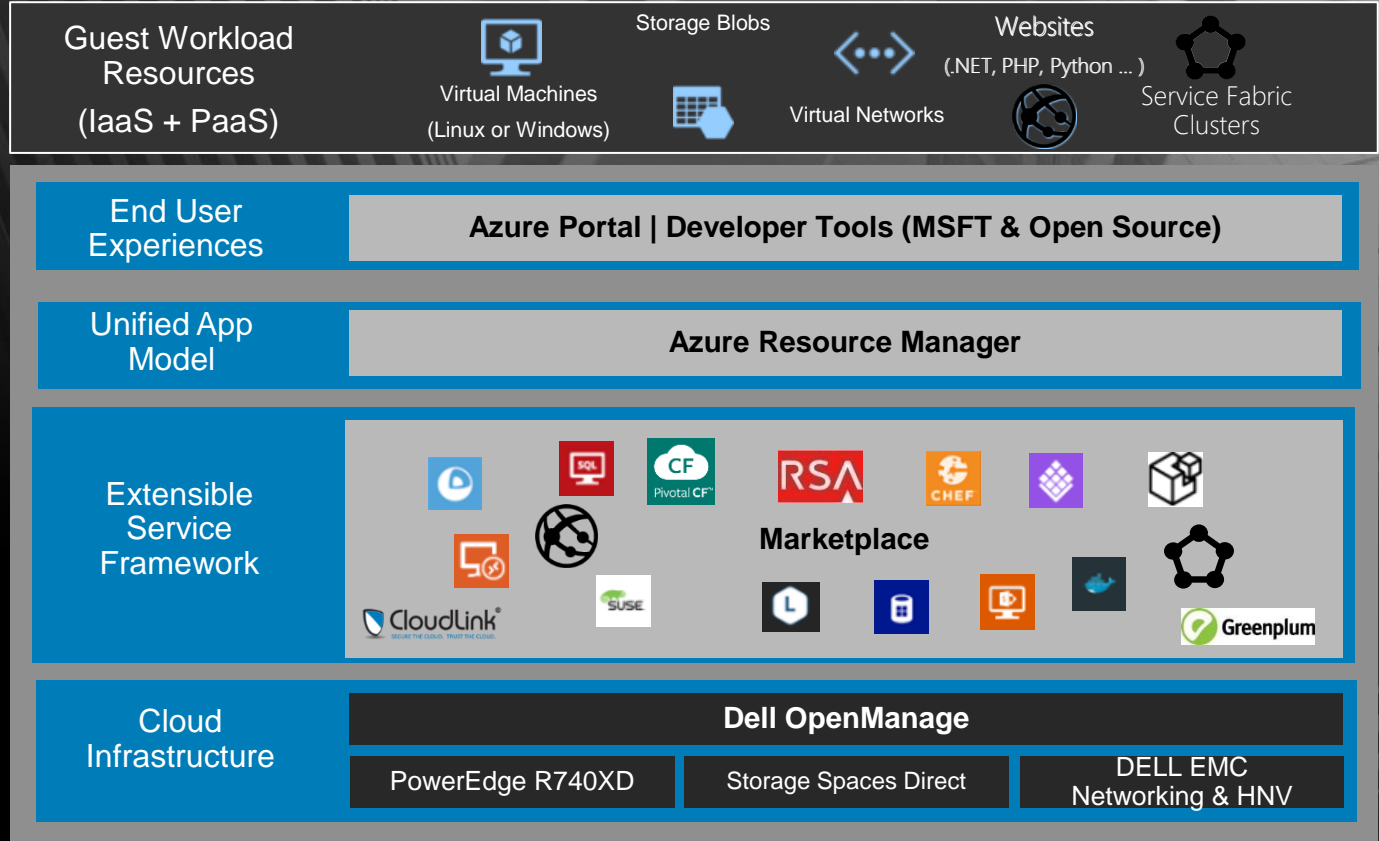 Guest Workload
Resources
(IaaS + PaaS)
Virtual Machines
(Linux or Windows)
Storage Blobs
Virtual Networks
Websites
(.NET, PHP, Python ... )
Service Fabric
Clusters
End User
Experiences
Azure Portal | Developer Tools (MSFT & Open Source)
Unified App
Model
Azure Resource Manager
Extensible
Service
Framework
SQL
CF
Pivotal CF™
RSA
CHEF
Marketplace
CloudLink®
SECURE THE CLOUD. TRUST THE CLOUD.
SUSE
L
S
Greenplum
Cloud
Infrastructure
Dell OpenManage
PowerEdge R740XD
Storage Spaces Direct
DELL EMC
Networking & HNV